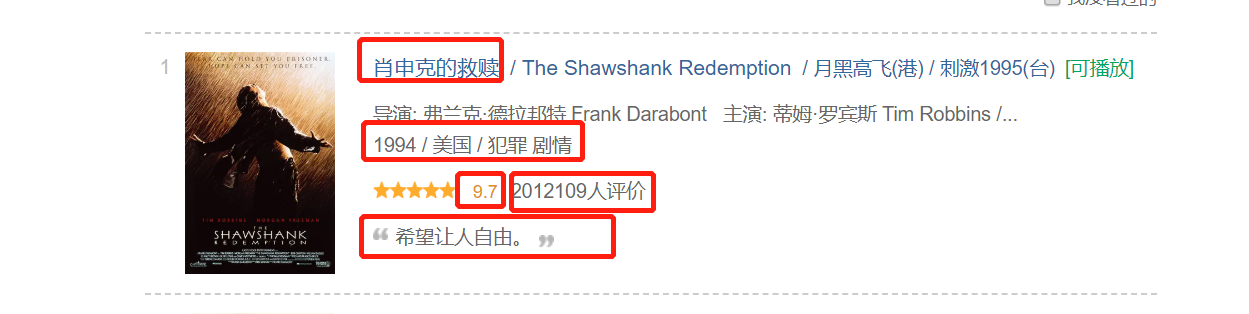 我没看过的
1
FEAR CAN HOLD YOU PRISONER.
HOPE CAN SET YOU FREE.
TIM ROBBINS MORGAN FREEMAN
THE
SHAWSHANK
REDEMPTION
肖申克的救赎 / The Shawshank Redemption / 月黑高飞(港) / 刺激1995(台) [可播放]
导演: 弗兰克·德拉邦特 Frank Darabont 主演: 蒂姆·罗宾斯 Tim Robbins /...
1994 / 美国 / 犯罪 剧情
9.7 2012109人评价
“ 希望让人自由。 ”